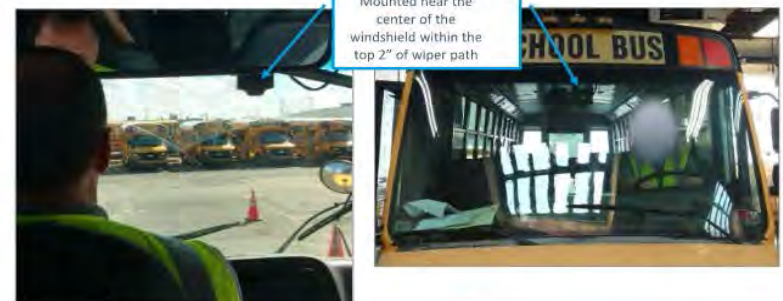 Mounted near the
center of the
windshield within the
top 2" of wiper path
SCHOOL BUS